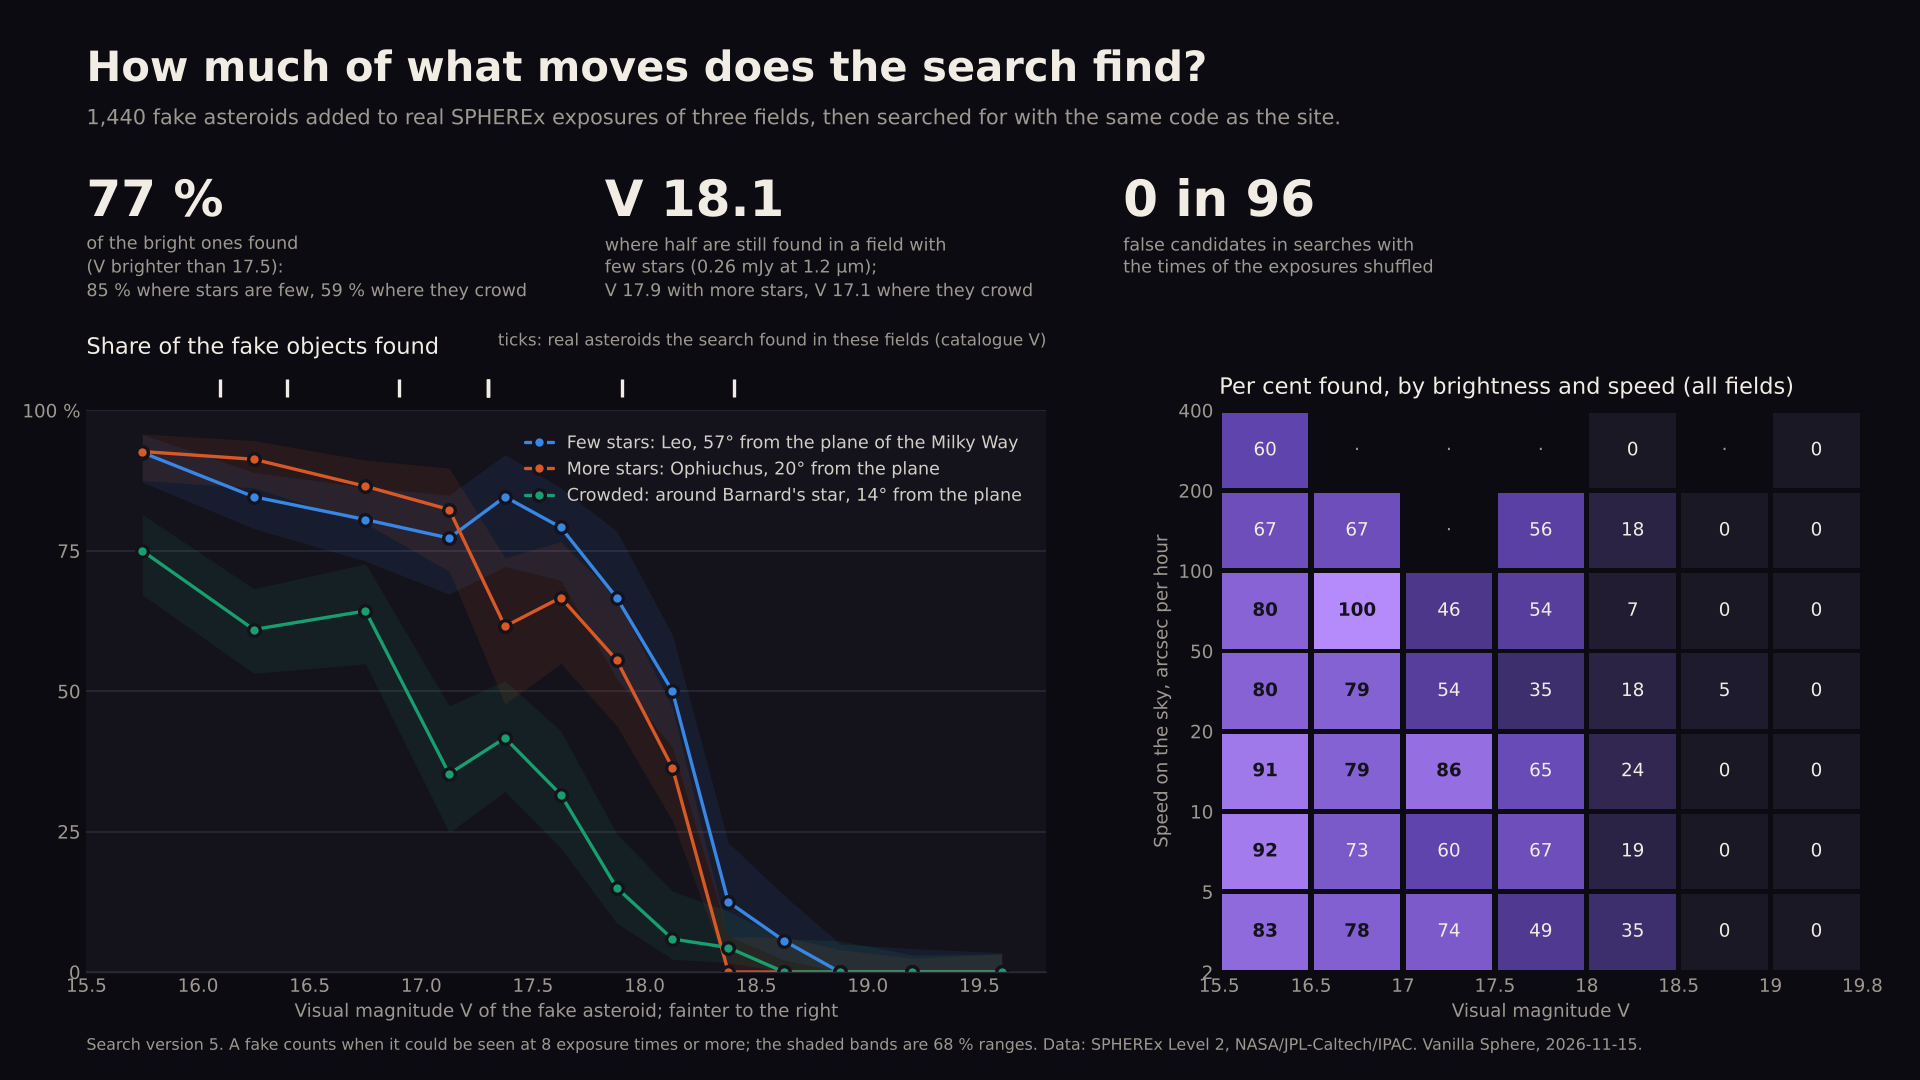 How much of what moves does the search find?
1,440 fake asteroids added to real SPHEREx exposures of three fields, then searched for with the same code as the site.
77 %
of the bright ones found
(V brighter than 17.5):
85 % where stars are few, 59 % where they crowd
V 18.1
where half are still found in a field with
few stars (0.26 mJy at 1.2 µm);
V 17.9 with more stars, V 17.1 where they crowd
0 in 96
false candidates in searches with
the times of the exposures shuffled
Share of the fake objects found
ticks: real asteroids the search found in these fields (catalogue V)
100 %
75
50
25
0
Few stars: Leo, 57° from the plane of the Milky Way
More stars: Ophiuchus, 20° from the plane
Crowded: around Barnard's star, 14° from the plane
15.5 16.0 16.5 17.0 17.5 18.0 18.5 19.0 19.5
Visual magnitude V of the fake asteroid; fainter to the right
Per cent found, by brightness and speed (all fields)
Speed on the sky, arcsec per hour
400
60 · · · 0 · 0
200
67 67 · 56 18 0 0
100
80 100 46 54 7 0 0
50
80 79 54 35 18 5 0
20
91 79 86 65 24 0 0
10
92 73 60 67 19 0 0
5
83 78 74 49 35 0 0
2
15.5 16.5 17 17.5 18 18.5 19 19.8
Visual magnitude V
Search version 5. A fake counts when it could be seen at 8 exposure times or more; the shaded bands are 68 % ranges. Data: SPHEREx Level 2, NASA/JPL-Caltech/IPAC. Vanilla Sphere, 2026-11-15.